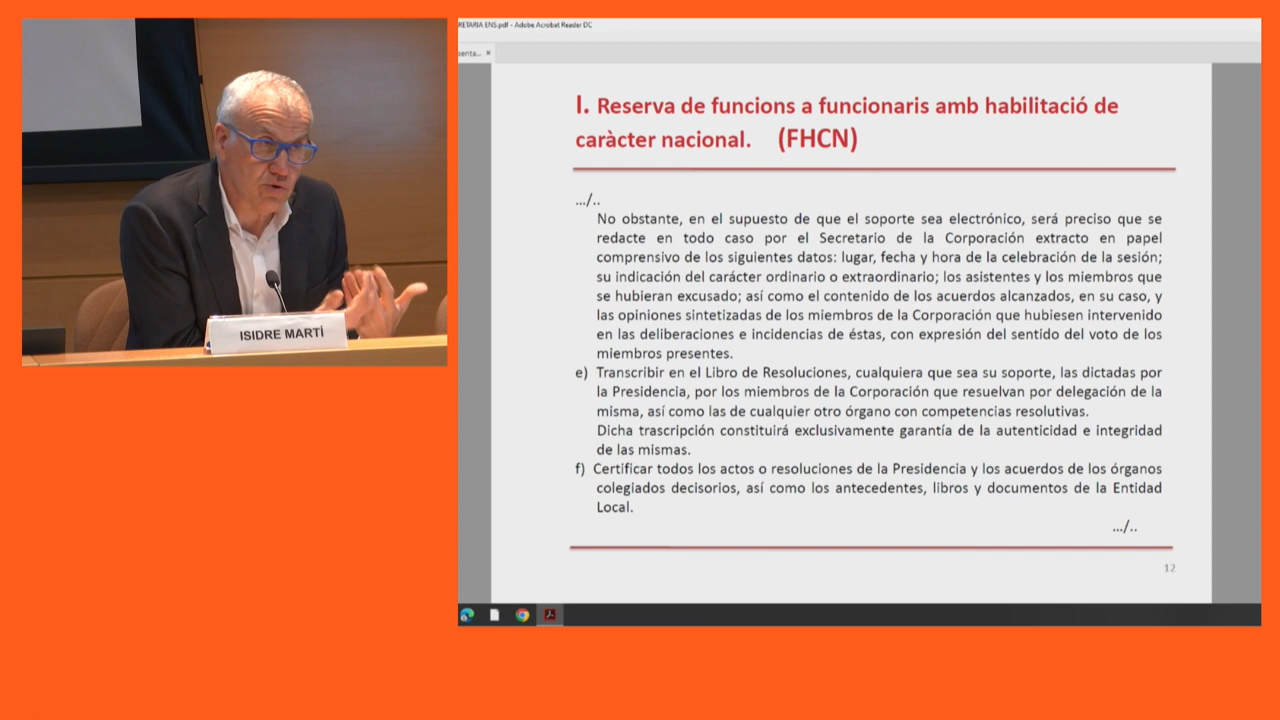 ISIDRE MARTÍ
RETARIA ENS.pdf - Adobe Acrobat Reader DC
senta... ×
I. Reserva de funcions a funcionaris amb habilitació de
caràcter nacional. (FHCN)
.../..
No obstante, en el supuesto de que el soporte sea electrónico, será preciso que se
redacte en todo caso por el Secretario de la Corporación extracto en papel
comprensivo de los siguientes datos: lugar, fecha y hora de la celebración de la sesión;
su indicación del carácter ordinario o extraordinario; los asistentes y los miembros que
se hubieran excusado; así como el contenido de los acuerdos alcanzados, en su caso, y
las opiniones sintetizadas de los miembros de la Corporación que hubiesen intervenido
en las deliberaciones e incidencias de éstas, con expresión del sentido del voto de los
miembros presentes.
e) Transcribir en el Libro de Resoluciones, cualquiera que sea su soporte, las dictadas por
la Presidencia, por los miembros de la Corporación que resuelvan por delegación de la
misma, así como las de cualquier otro órgano con competencias resolutivas.
Dicha trascripción constituirá exclusivamente garantía de la autenticidad e integridad
de las mismas.
f) Certificar todos los actos o resoluciones de la Presidencia y los acuerdos de los órganos
colegiados decisorios, así como los antecedentes, libros y documentos de la Entidad
Local.
.../..
12